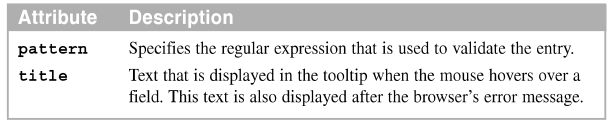 Attribute Description
pattern Specifies the regular expression that is used to validate the entry.
title Text that is displayed in the tooltip when the mouse hovers over a
field. This text is also displayed after the browser's error message.